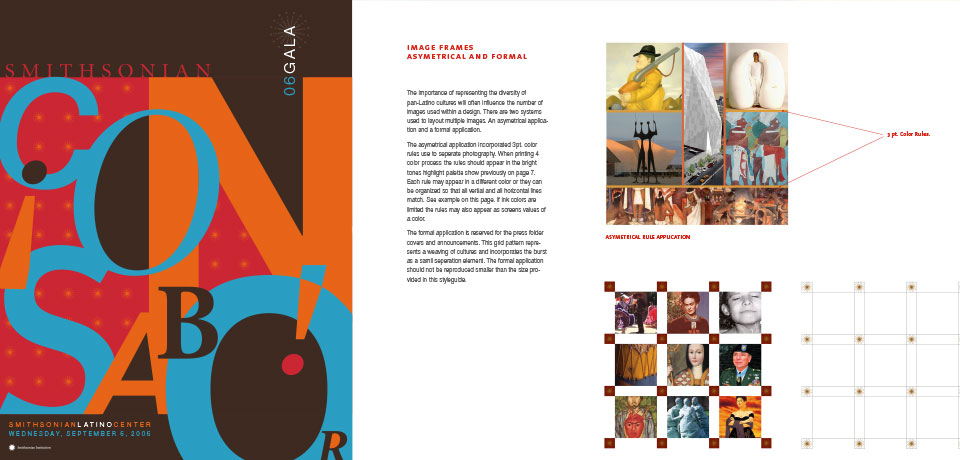 06GALA
SMITHSONIAN
¡CON
SABOR!
SMITHSONIANLATINOCENTER
WEDNESDAY, SEPTEMBER 6, 2006
Smithsonian Institution
IMAGE FRAMES
ASYMETRICAL AND FORMAL
The importance of representing the diversity of
pan-Latino cultures will often influence the number of
images used within a design. There are two systems
used to layout multiple images. An asymetrical applica-
tion and a formal application.
The asymetrical application incorporated 3pt. color
rules use to seperate photography. When printing 4
color process the rules should appear in the bright
tones highlight palette show previously on page 7.
Each rule may appear in a different color or they can
be organized so that all vertial and all horizontal lines
match. See example on this page. If ink colors are
limited the rules may also appear as screens values of
a color.
The formal application is reserved for the press folder
covers and announcements. This grid pattern repre-
sents a weaving of cultures and incorporates the burst
as a samll seperation element. The formal application
should not be reproduced smaller than the size pro-
vided in this styleguide.
3 pt. Color Rules.
ASYMETRICAL RULE APPLICATION